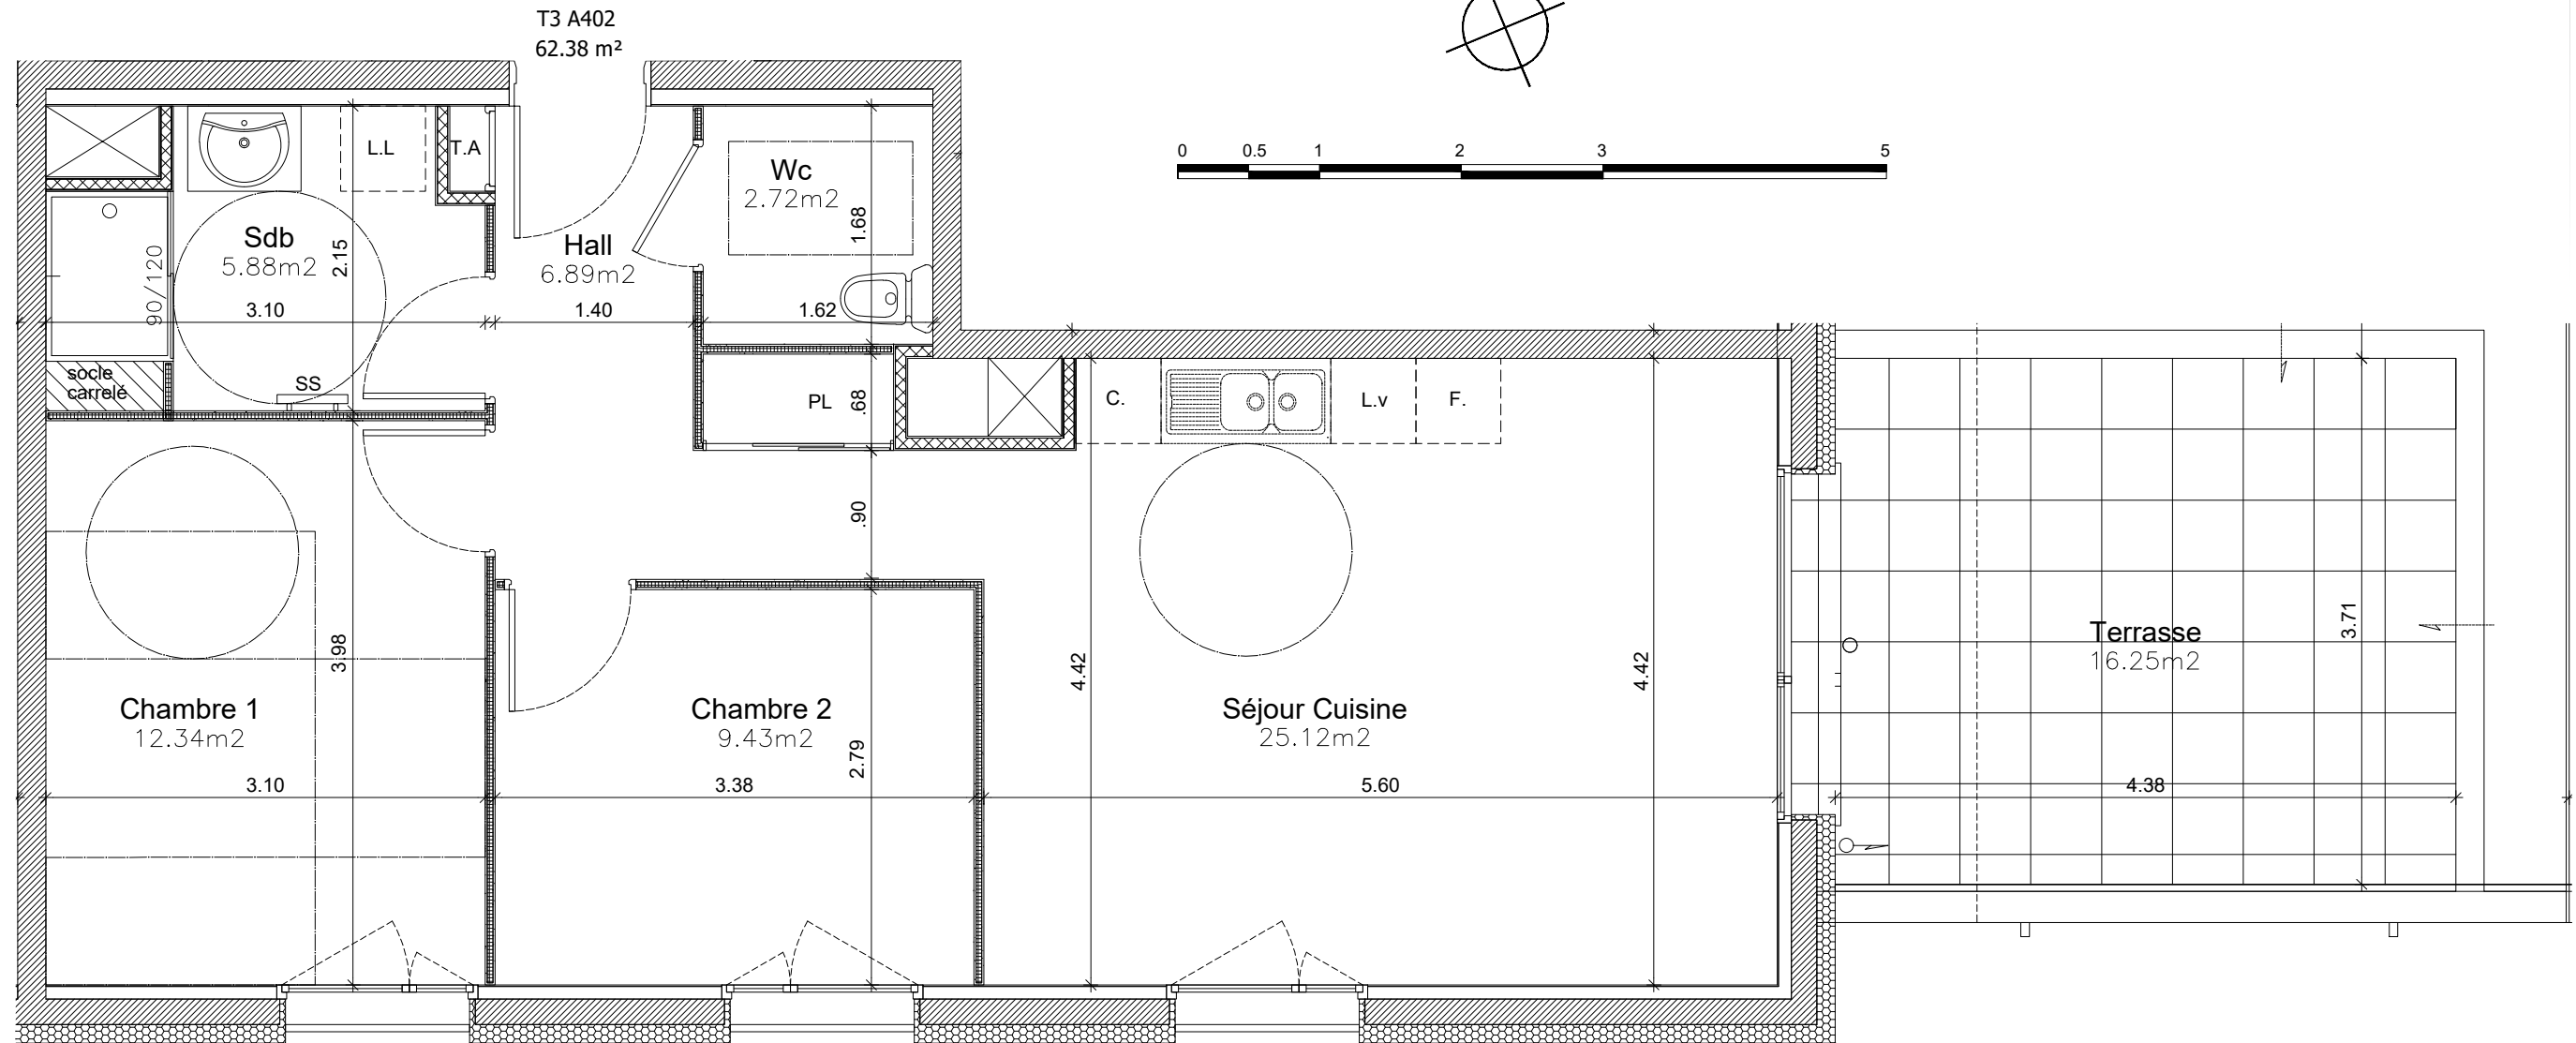 T3 A402
62.38 m²
0 0.5 1 2 3 5
L.L
T.A
Wc
2.72m2
1.68
Sdb
5.88m2
2.15
90/120
Hall
6.89m2
3.10
1.40
1.62
socle
carrelé
SS
PL
.68
C.
L.v
F.
.90
3.98
4.42
4.42
3.71
Terrasse
16.25m2
Chambre 1
12.34m2
Chambre 2
9.43m2
2.79
Séjour Cuisine
25.12m2
3.10
3.38
5.60
4.38